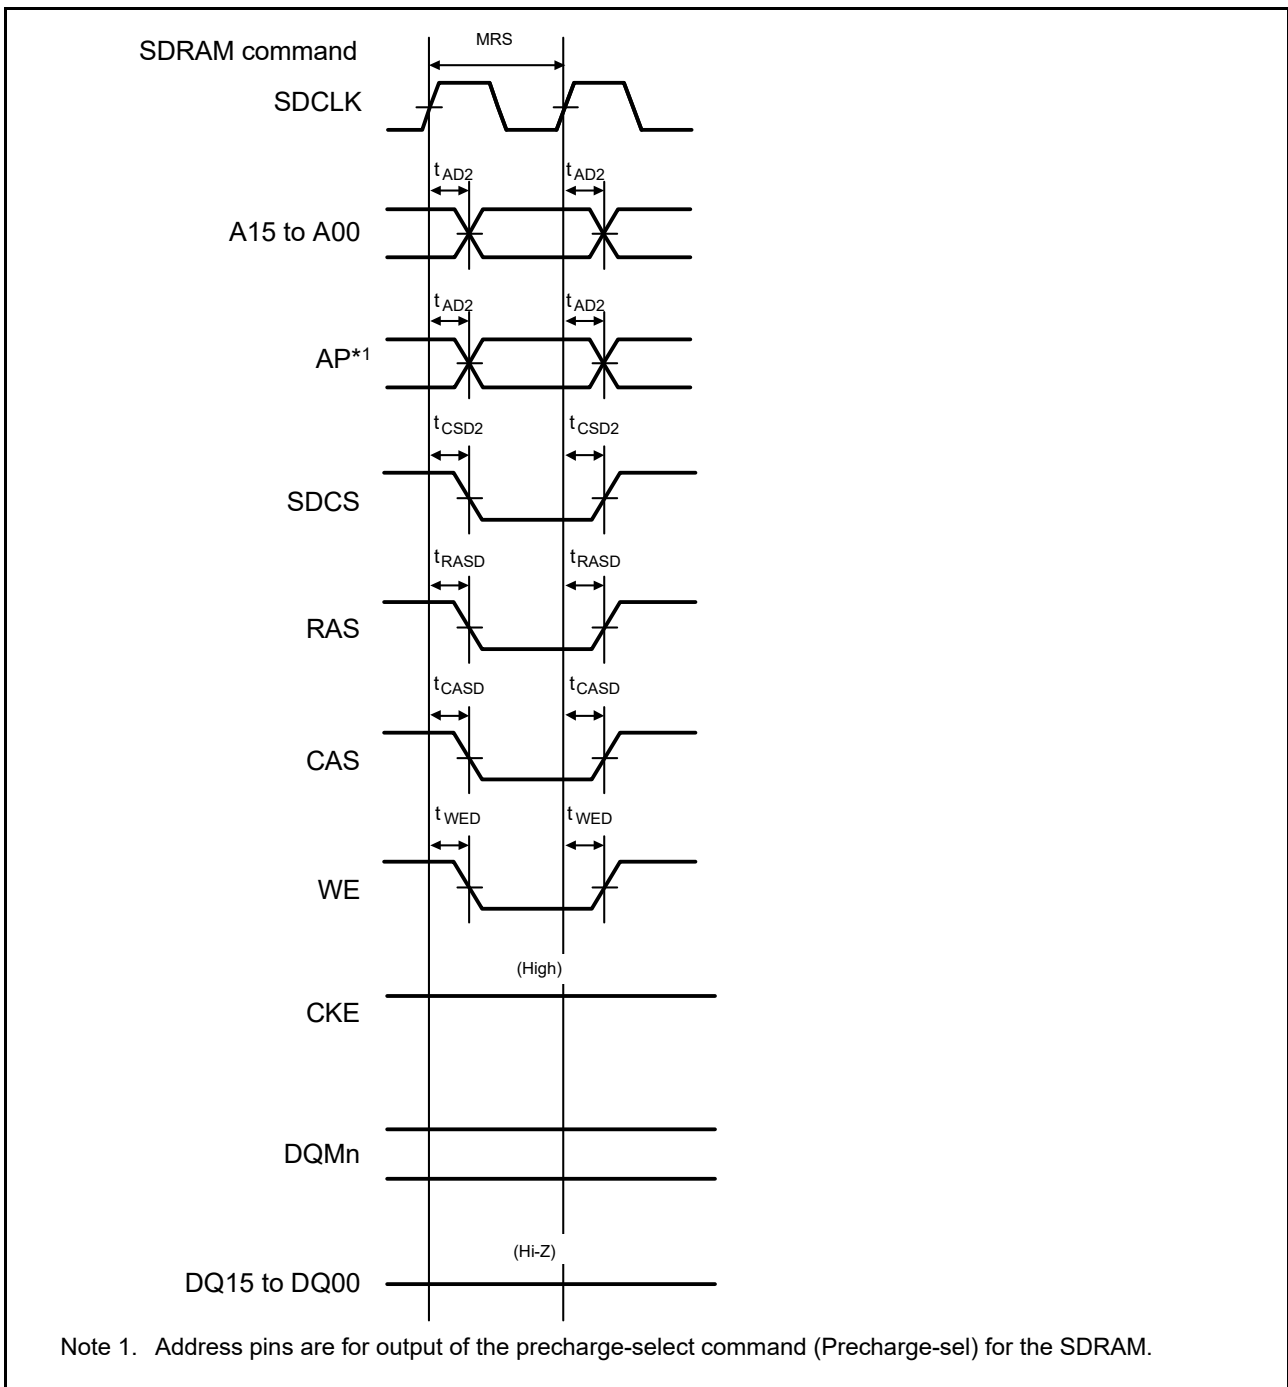 SDRAM command
MRS
SDCLK
tAD2 tAD2
A15 to A00
tAD2 tAD2
AP*1
tCSD2 tCSD2
SDCS
tRASD tRASD
RAS
tCASD tCASD
CAS
tWED tWED
WE
(High)
CKE
DQMn
(Hi-Z)
DQ15 to DQ00
Note 1. Address pins are for output of the precharge-select command (Precharge-sel) for the SDRAM.